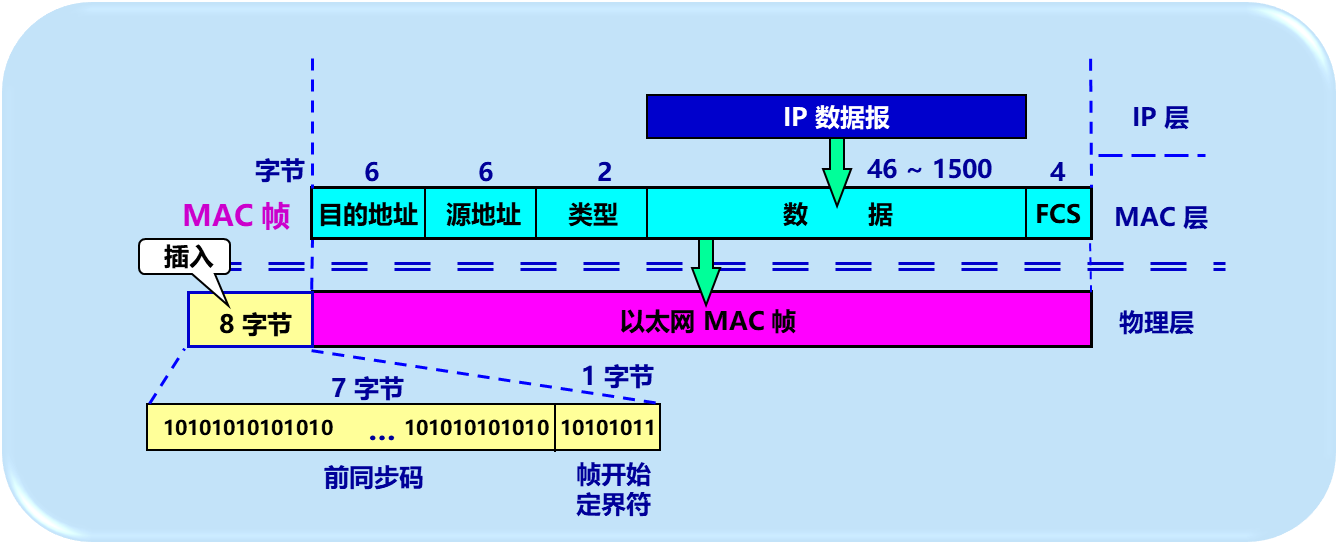 IP 数据报
IP 层
字节
6
6
2
46 ~ 1500
4
MAC 帧
目的地址
源地址
类型
数 据
FCS
MAC 层
插入
8 字节
以太网 MAC 帧
物理层
7 字节
1 字节
10101010101010 ... 101010101010
10101011
前同步码
帧开始
定界符